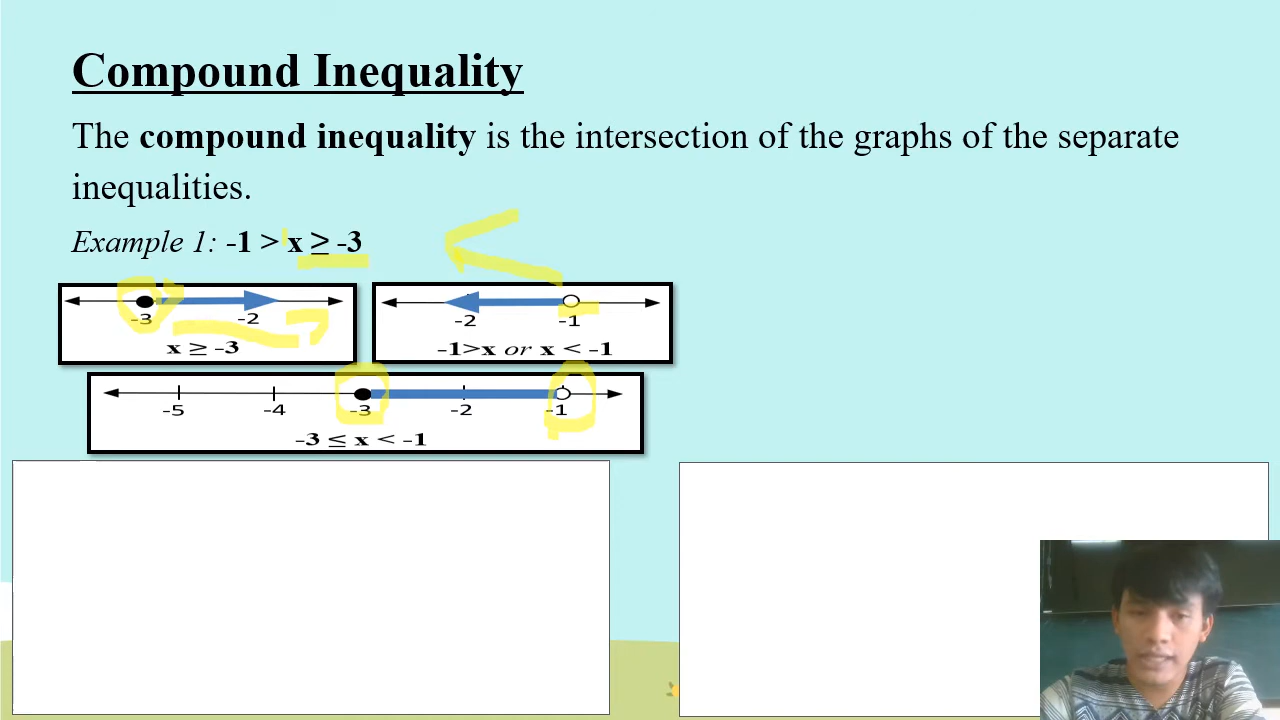 Compound Inequality
The compound inequality is the intersection of the graphs of the separate
inequalities.
Example 1: -1 > x ≥ -3
-3 -2
x ≥ -3
-2 -1
-1>x or x < -1
-5 -4 -3 -2 -1
-3 ≤ x < -1